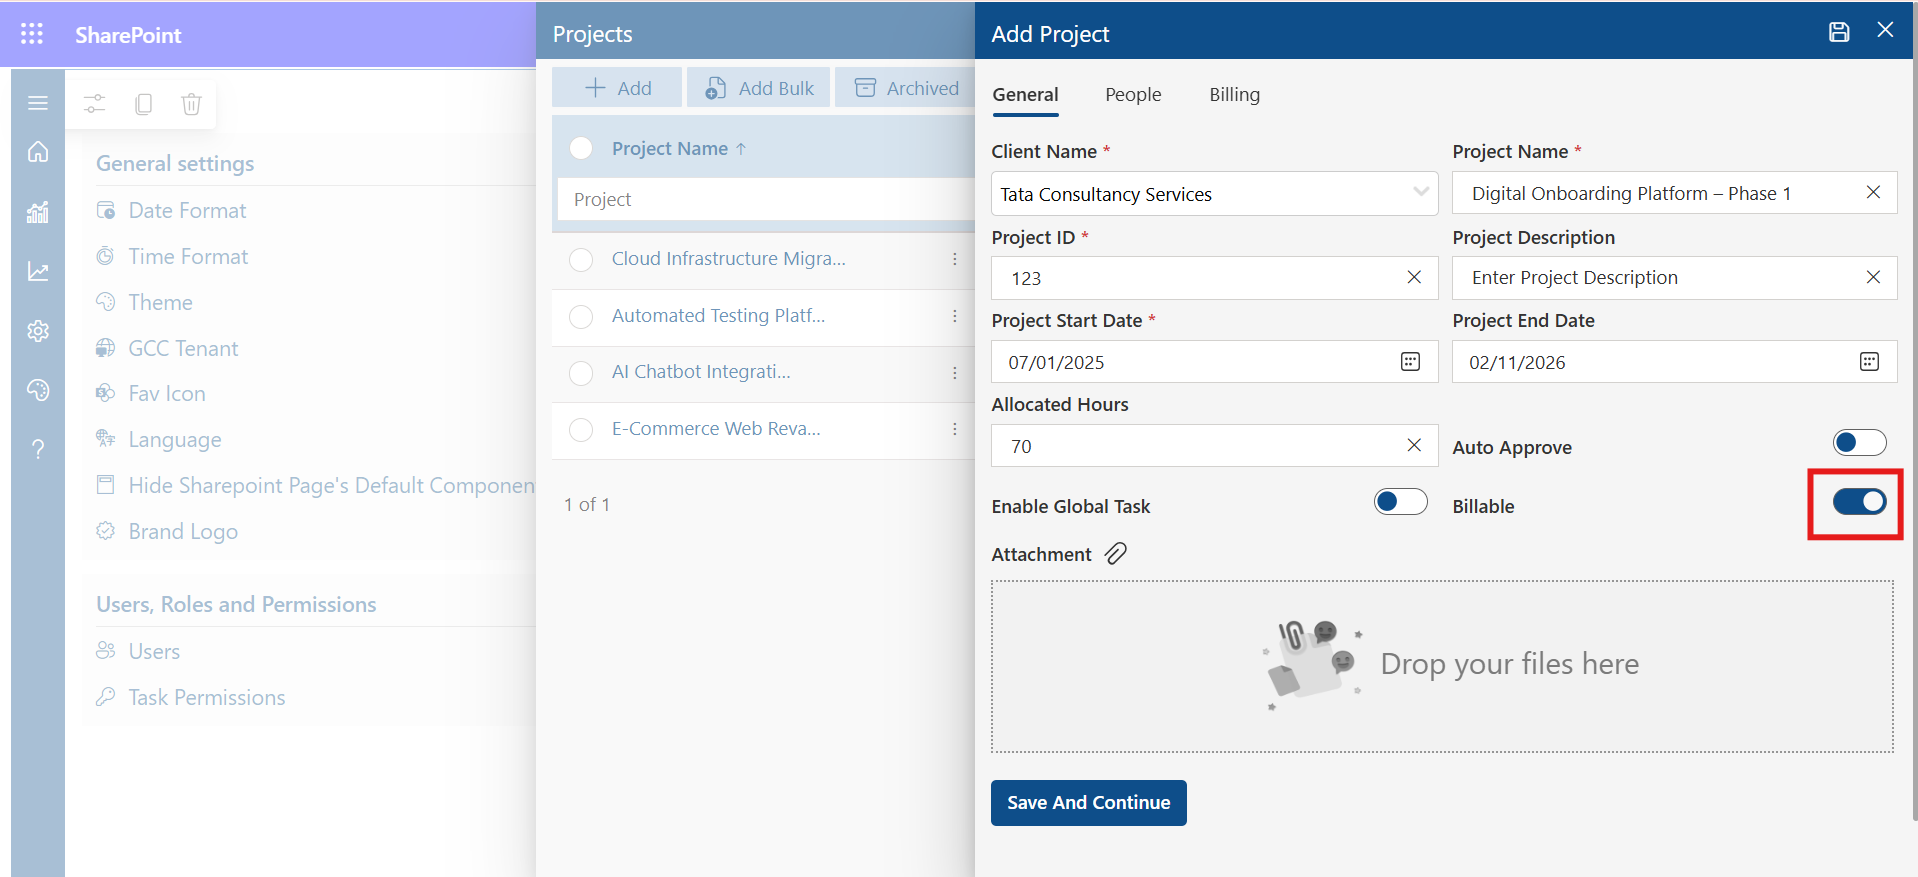 SharePoint
General settings
Date Format
Time Format
Theme
GCC Tenant
Fav Icon
Language
Hide Sharepoint Page's Default Componen
Brand Logo
Users, Roles and Permissions
Users
Task Permissions
Projects
Add
Add Bulk
Archived
Project Name ↑
Project
Cloud Infrastructure Migra...
Automated Testing Platf...
AI Chatbot Integrati...
E-Commerce Web Reva...
1 of 1
Add Project
General People Billing
Client Name * Project Name *
Tata Consultancy Services Digital Onboarding Platform – Phase 1
Project ID * Project Description
123 Enter Project Description
Project Start Date * Project End Date
07/01/2025 02/11/2026
Allocated Hours
70 Auto Approve
Enable Global Task Billable
Attachment
Drop your files here
Save And Continue